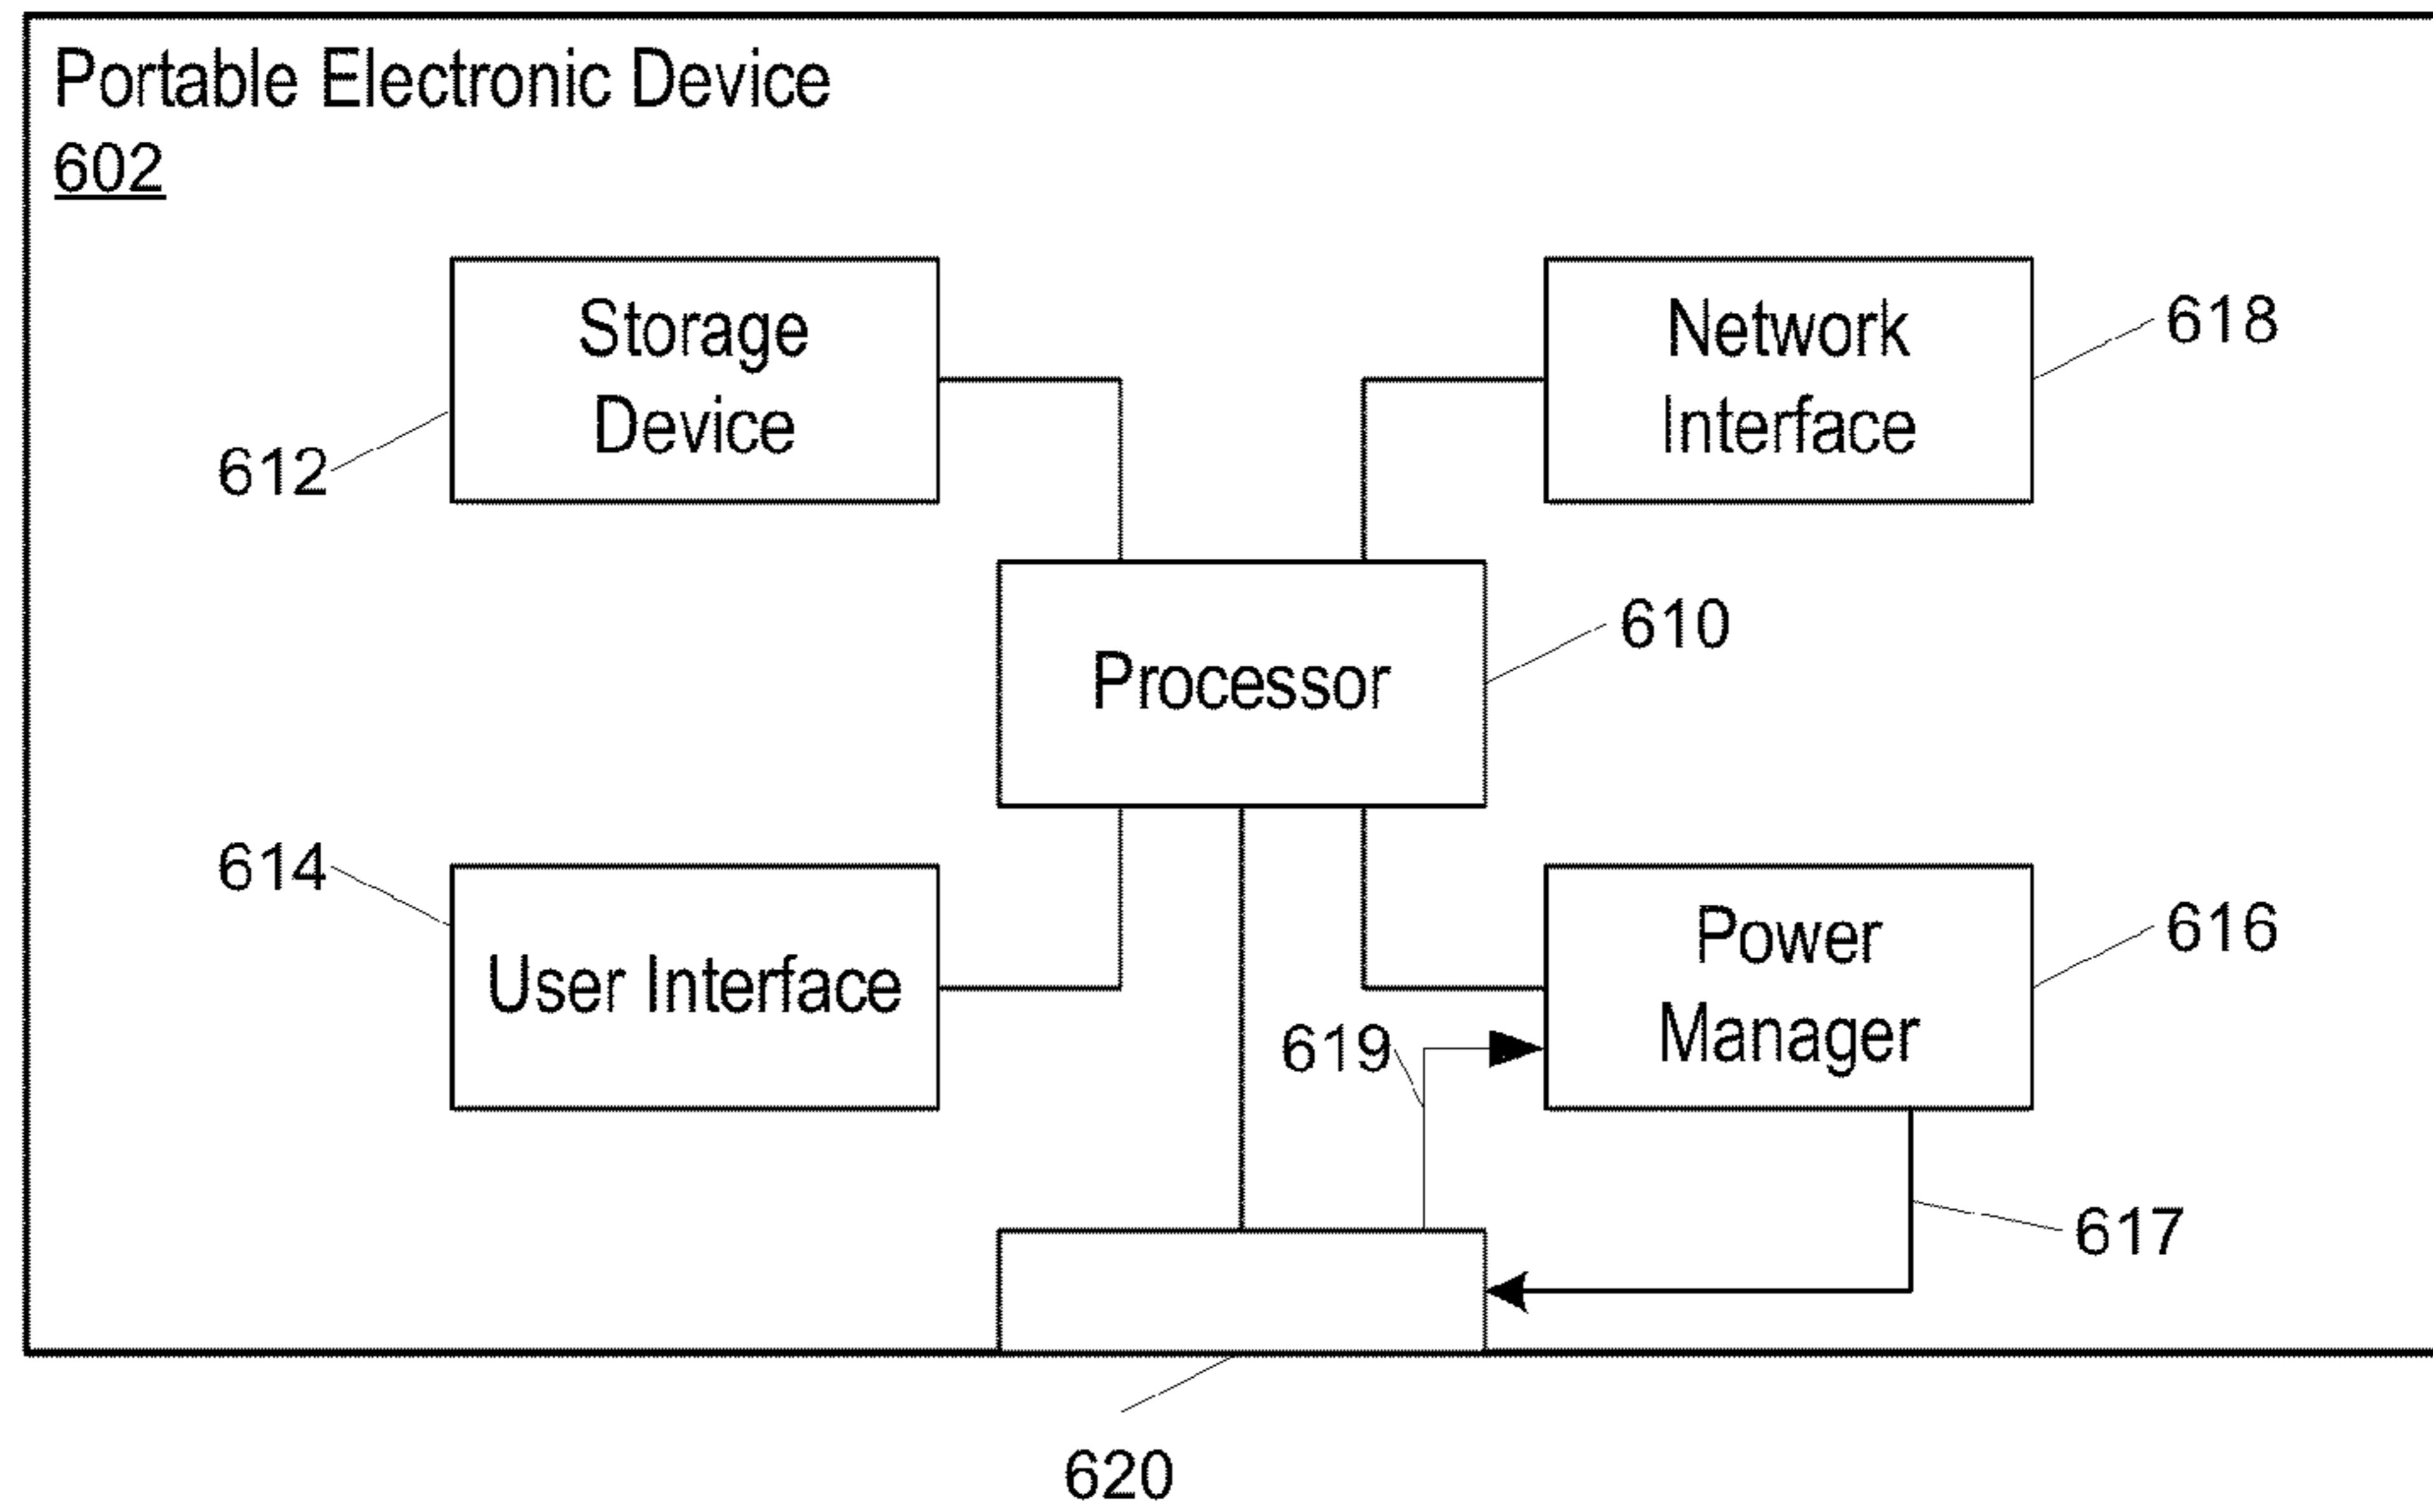 Portable Electronic Device
602
Storage
Device
612
Network
Interface
618
Processor
610
614
User Interface
Power
Manager
616
619
617
620